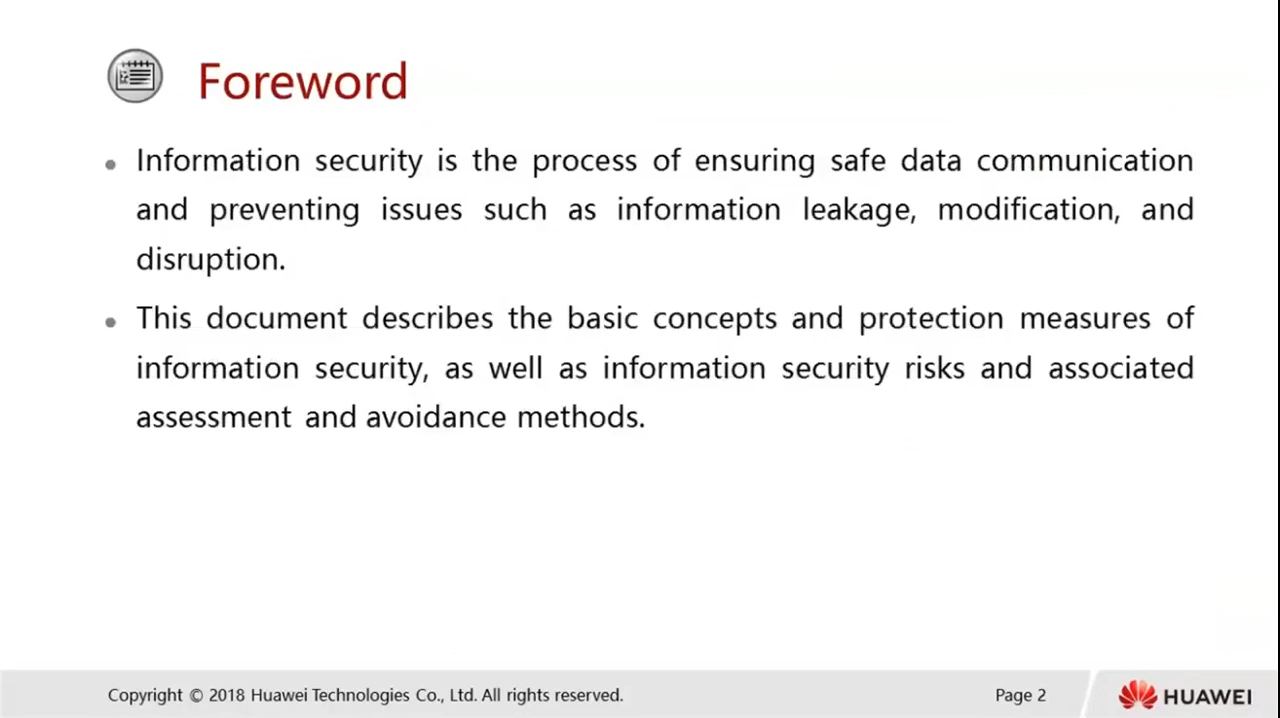 Foreword
Information security is the process of ensuring safe data communication
and preventing issues such as information leakage, modification, and
disruption.
This document describes the basic concepts and protection measures of
information security, as well as information security risks and associated
assessment and avoidance methods.
Copyright © 2018 Huawei Technologies Co., Ltd. All rights reserved.
Page 2
HUAWEI